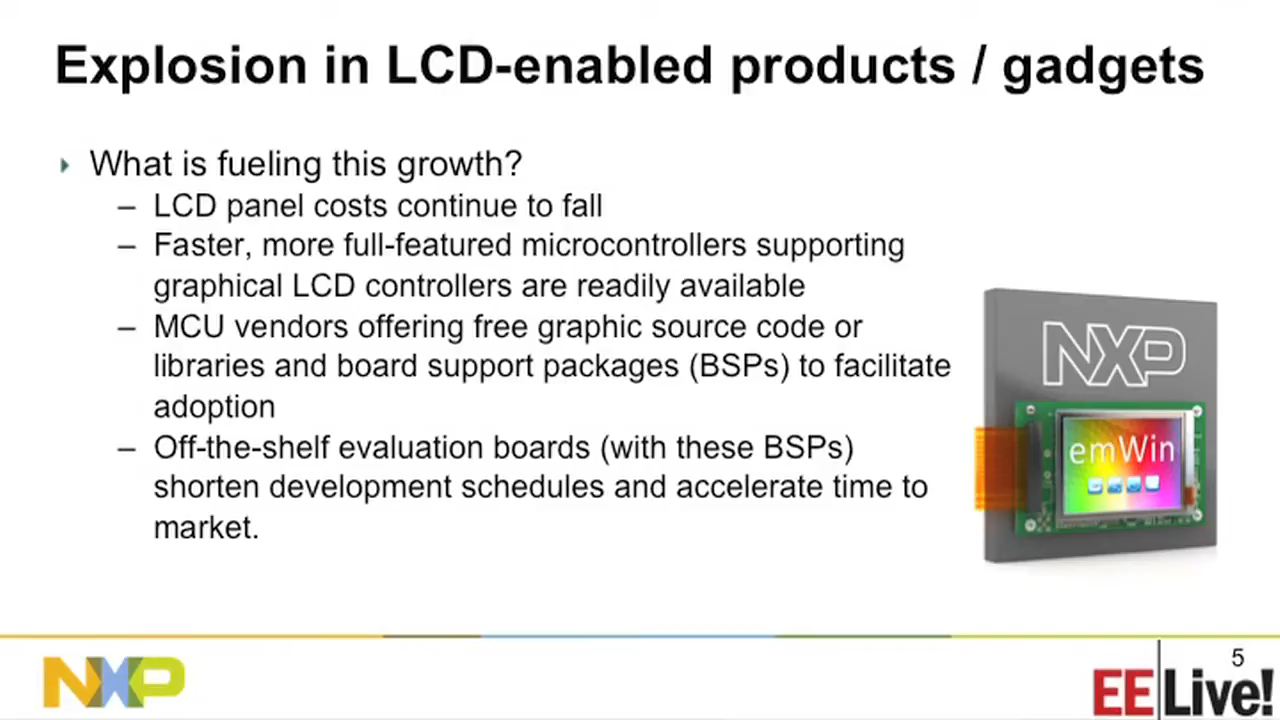 Explosion in LCD-enabled products / gadgets
What is fueling this growth?
– LCD panel costs continue to fall
– Faster, more full-featured microcontrollers supporting
graphical LCD controllers are readily available
– MCU vendors offering free graphic source code or
libraries and board support packages (BSPs) to facilitate
adoption
– Off-the-shelf evaluation boards (with these BSPs)
shorten development schedules and accelerate time to
market.
NXP
emWin
NXP
5
EE Live!